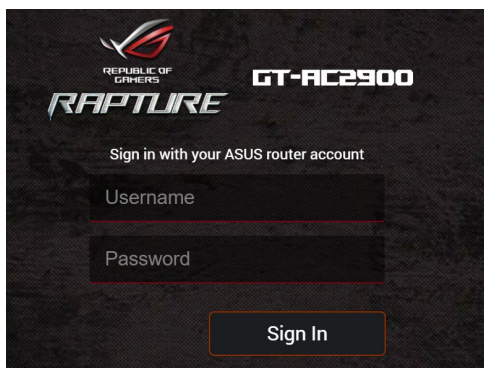 REPUBLIC OF
GAMERS
RAPTURE
GT-AC2900
Sign in with your ASUS router account
Username
Password
Sign In